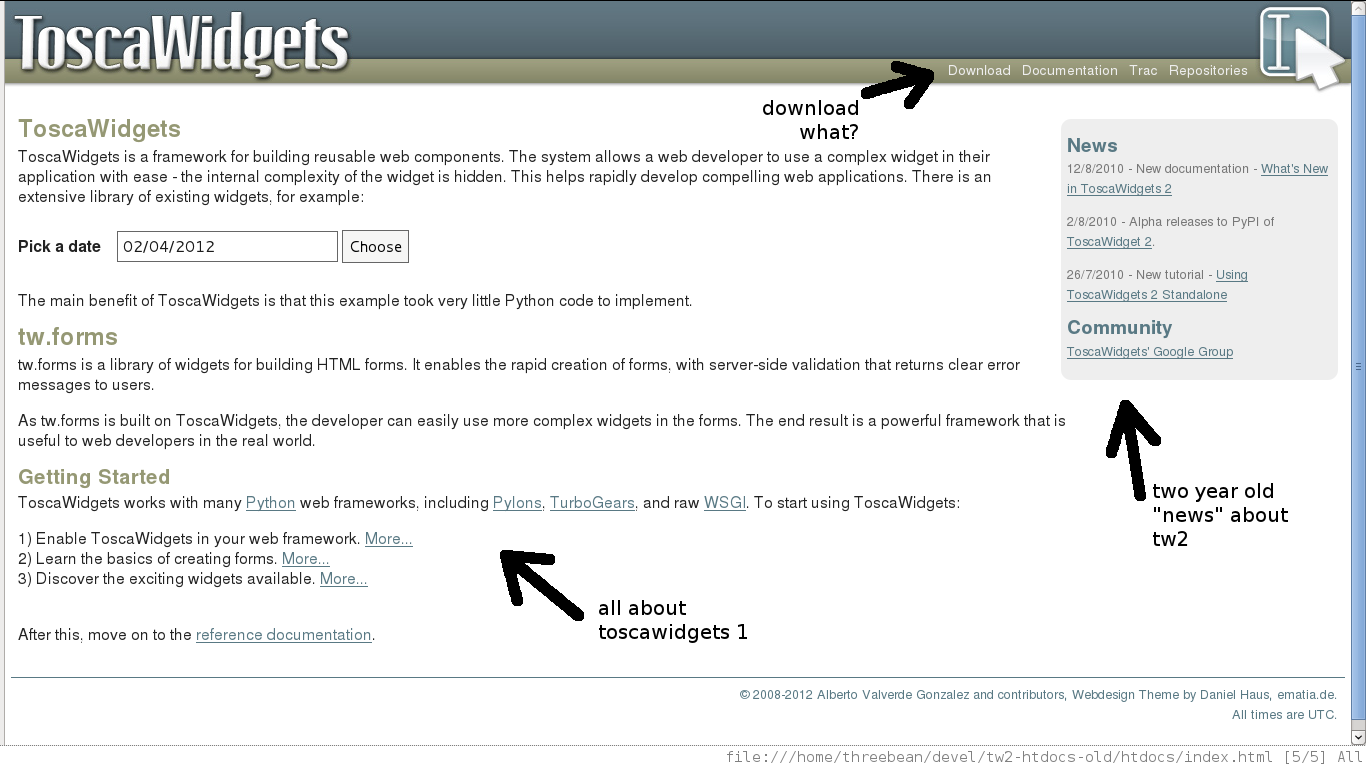 ToscaWidgets
Download Documentation Trac Repositories
download
what?
ToscaWidgets
ToscaWidgets is a framework for building reusable web components. The system allows a web developer to use a complex widget in their
application with ease - the internal complexity of the widget is hidden. This helps rapidly develop compelling web applications. There is an
extensive library of existing widgets, for example:
Pick a date 02/04/2012 Choose
The main benefit of ToscaWidgets is that this example took very little Python code to implement.
tw.forms
tw.forms is a library of widgets for building HTML forms. It enables the rapid creation of forms, with server-side validation that returns clear error
messages to users.
As tw.forms is built on ToscaWidgets, the developer can easily use more complex widgets in the forms. The end result is a powerful framework that is
useful to web developers in the real world.
Getting Started
ToscaWidgets works with many Python web frameworks, including Pylons, TurboGears, and raw WSGI. To start using ToscaWidgets:
1) Enable ToscaWidgets in your web framework. More...
2) Learn the basics of creating forms. More...
3) Discover the exciting widgets available. More...
all about
toscawidgets 1
After this, move on to the reference documentation.
News
12/8/2010 - New documentation - What's New
in ToscaWidgets 2
2/8/2010 - Alpha releases to PyPI of
ToscaWidget 2.
26/7/2010 - New tutorial - Using
ToscaWidgets 2 Standalone
Community
ToscaWidgets' Google Group
two year old
"news" about
tw2
© 2008-2012 Alberto Valverde Gonzalez and contributors, Webdesign Theme by Daniel Haus, ematia.de.
All times are UTC.
file:///home/threebean/devel/tw2-htdocs-old/htdocs/index.html [5/5] All